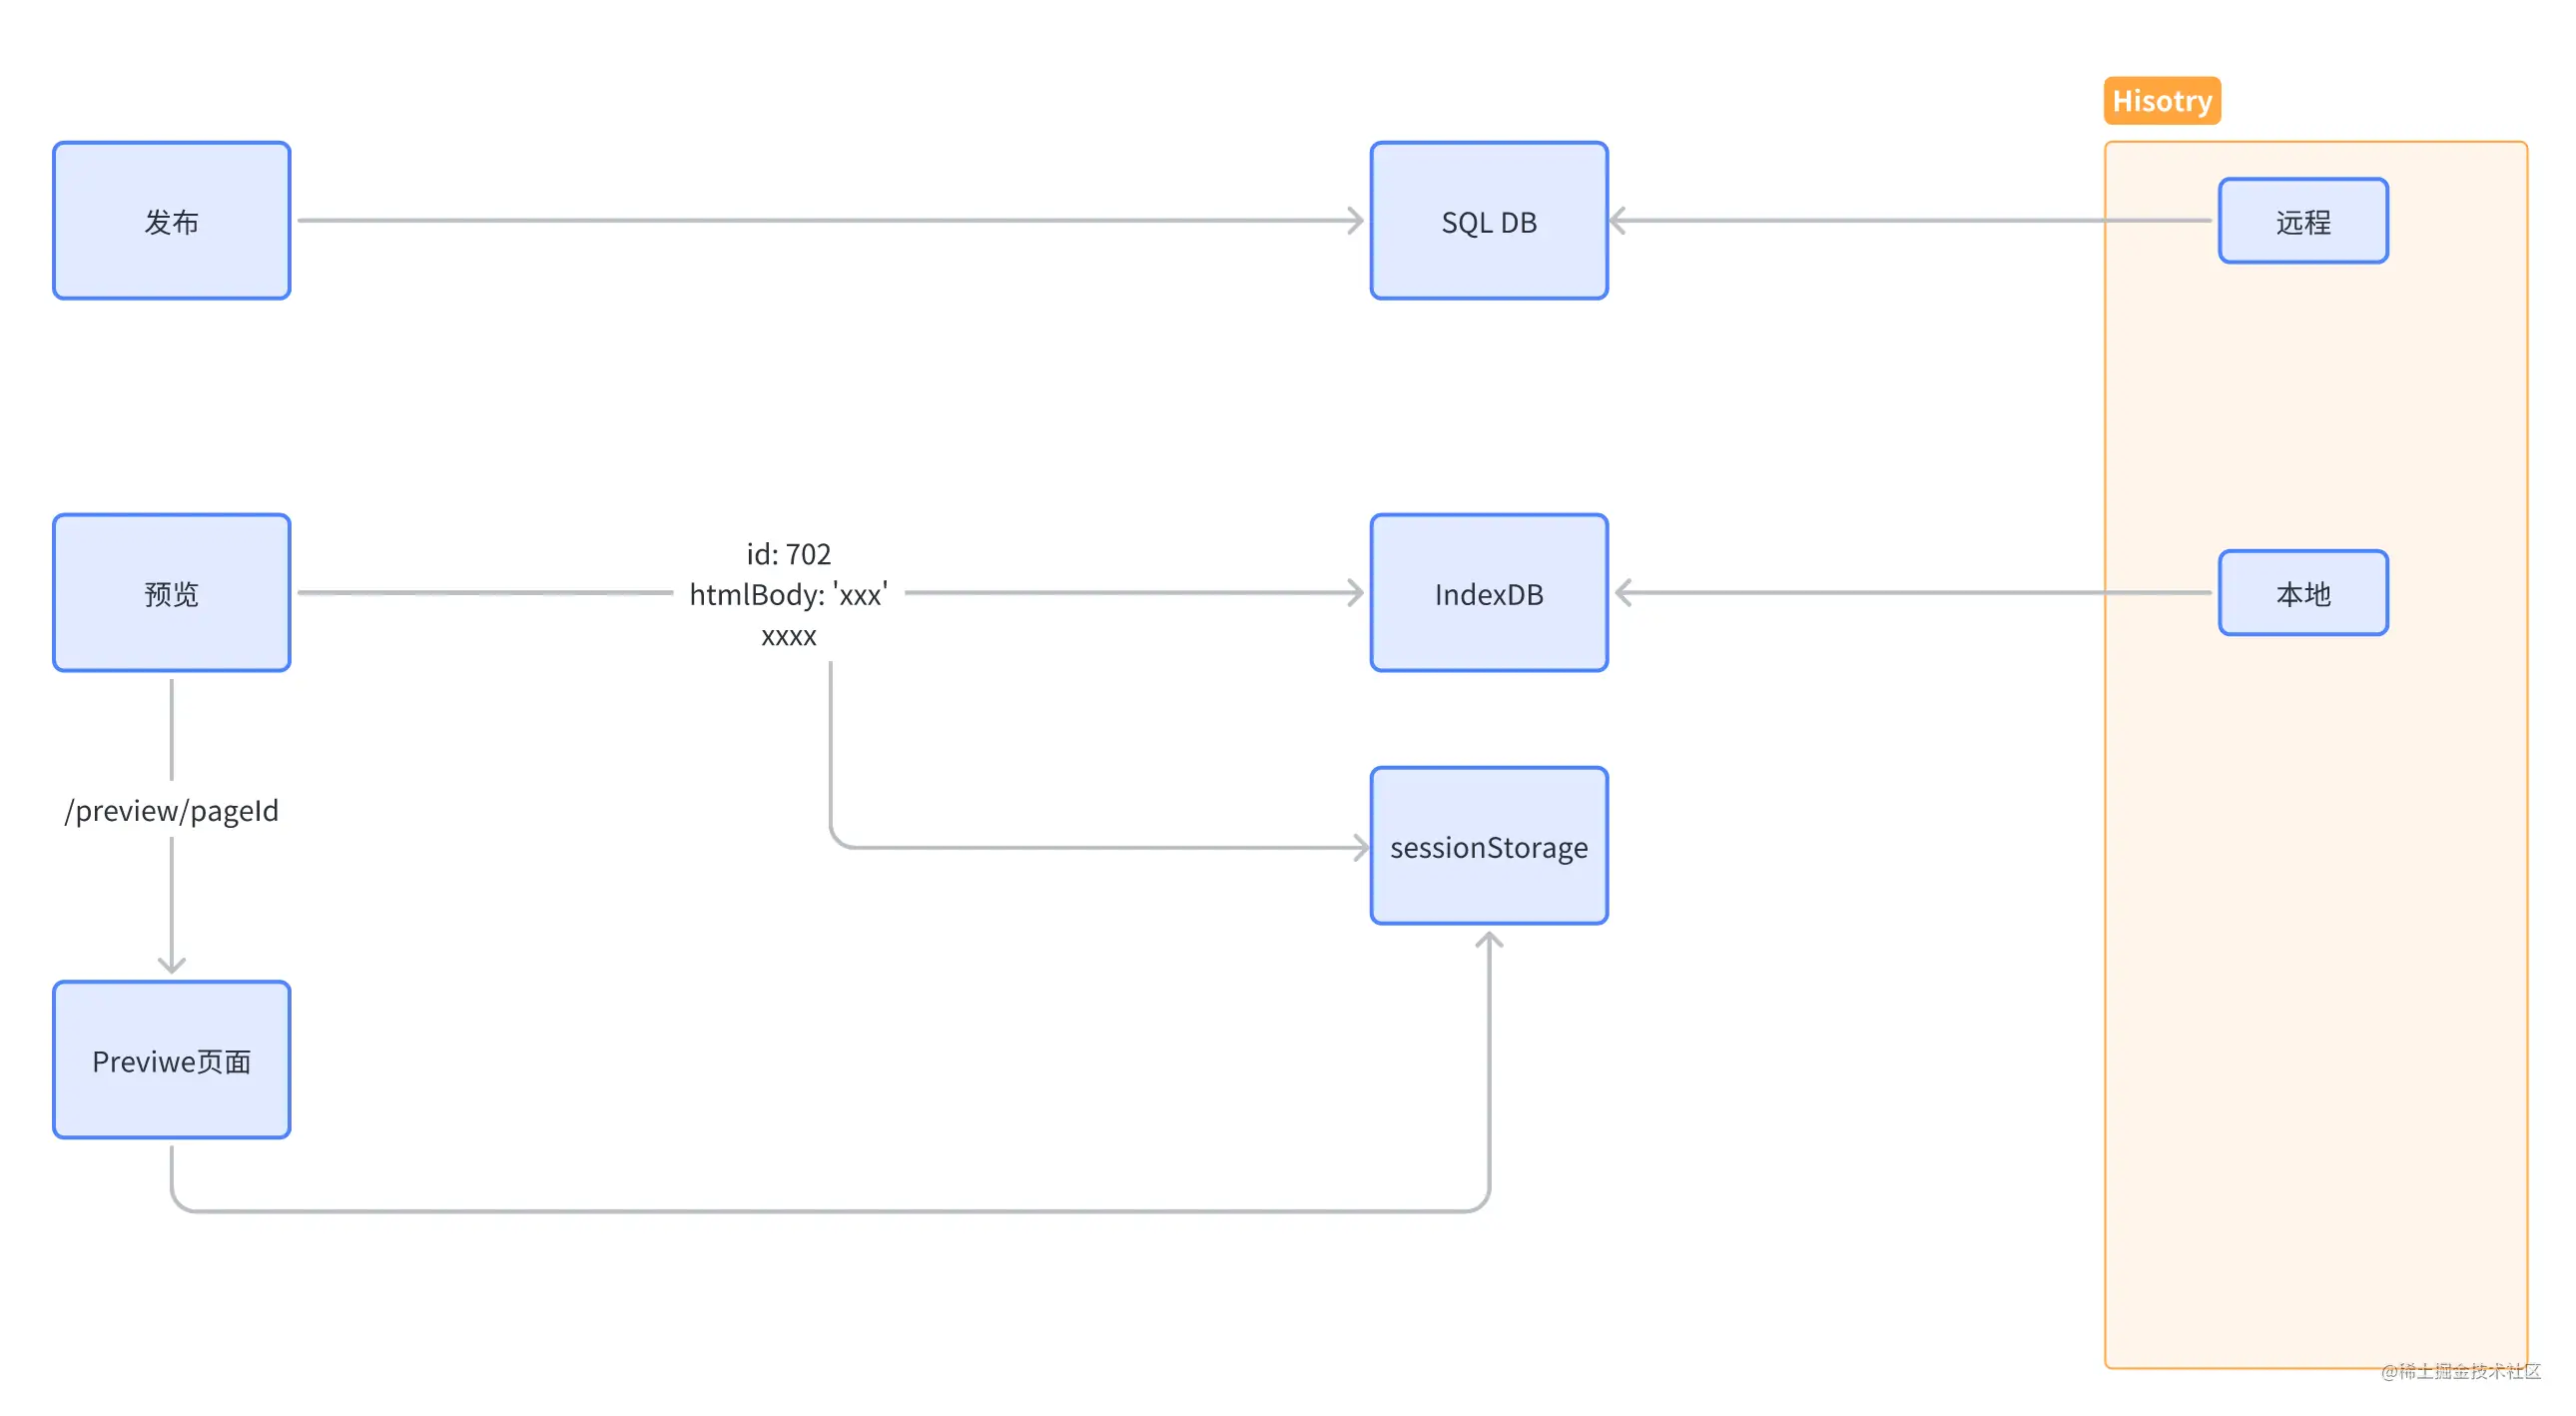 Hisotry
发布
SQL DB
远程
预览
id: 702
htmlBody: 'xxx'
xxxx
IndexDB
本地
/preview/pageId
sessionStorage
Previwe页面
@稀土掘金技术社区